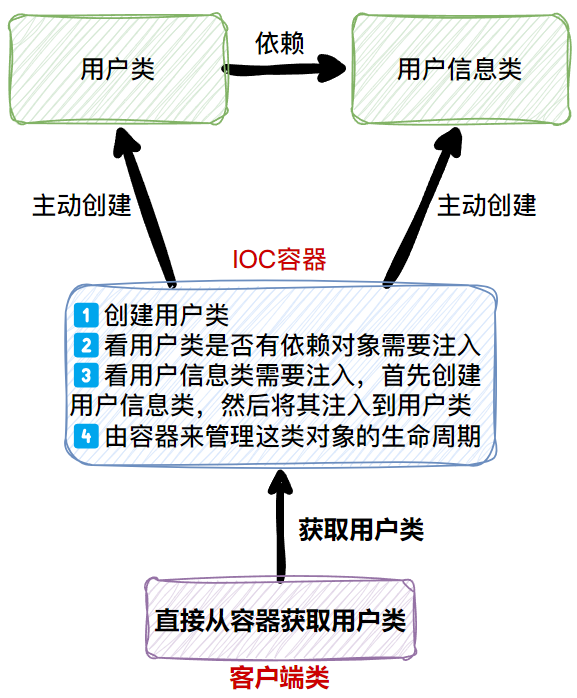 用户类
依赖
用户信息类
主动创建
主动创建
IOC容器
1 创建用户类
2 看用户类是否有依赖对象需要注入
3 看用户信息类需要注入，首先创建
用户信息类，然后将其注入到用户类
4 由容器来管理这类对象的生命周期
获取用户类
直接从容器获取用户类
客户端类